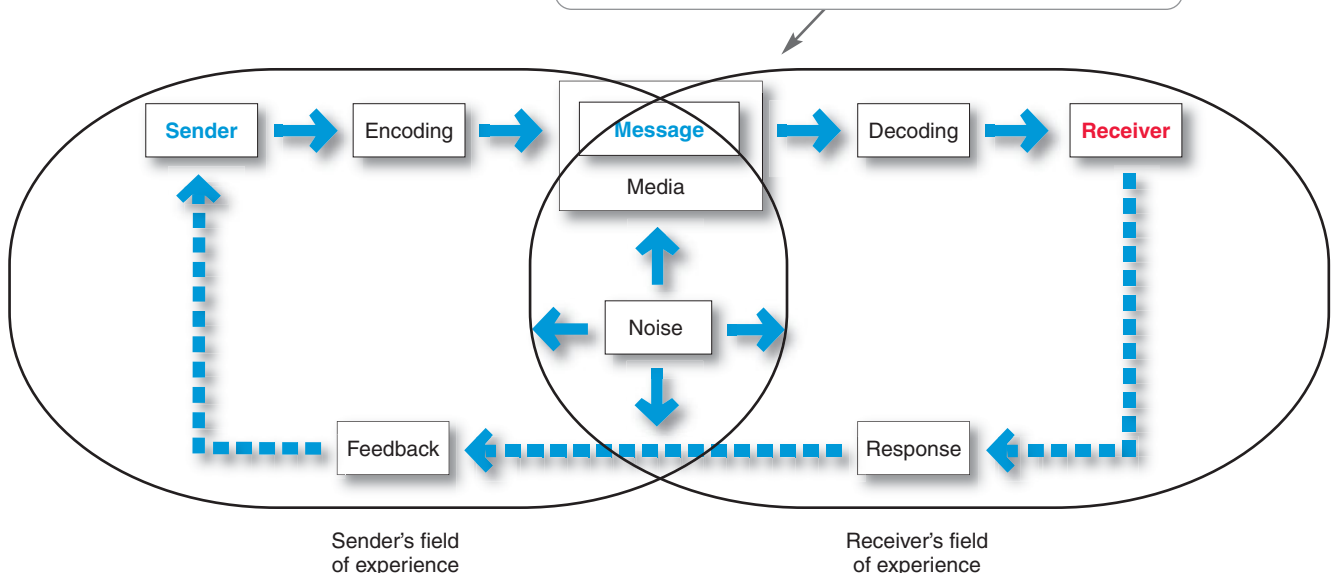 Sender
Encoding
Message
Media
Decoding
Receiver
Noise
Feedback
Response
Sender’s field
of experience
Receiver’s field
of experience